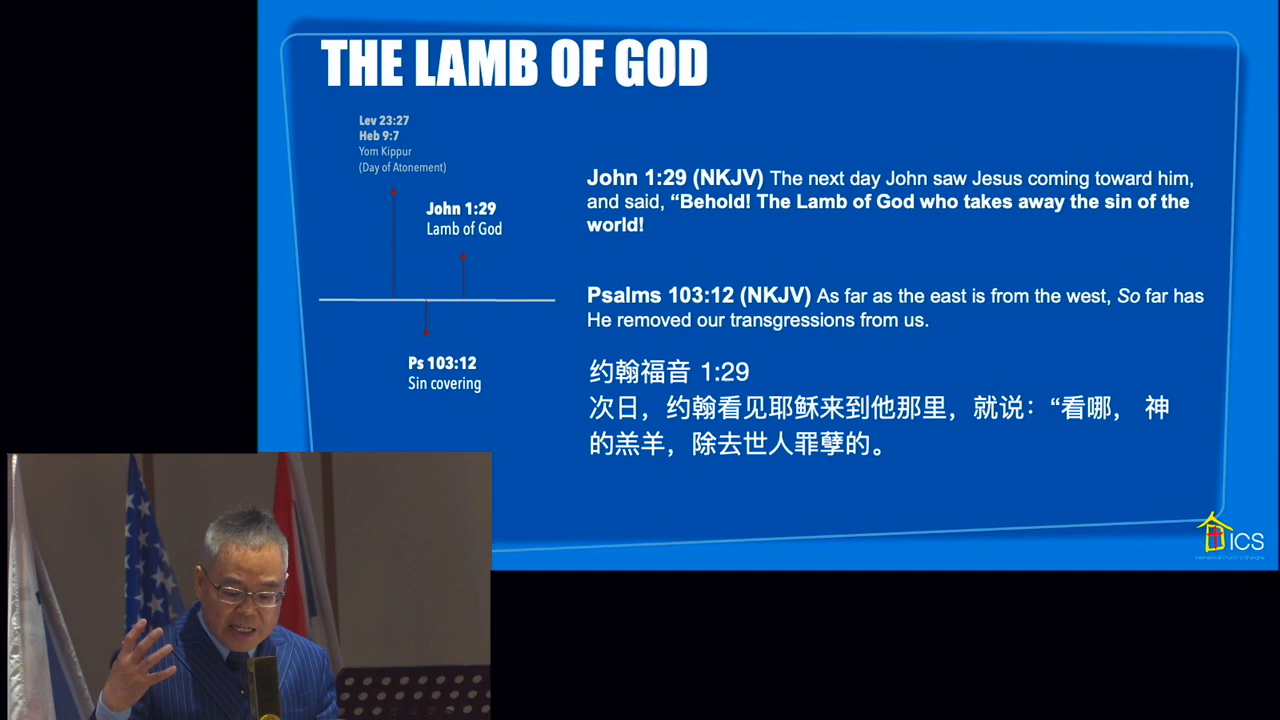 THE LAMB OF GOD
Lev 23:27
Heb 9:7
Yom Kippur
(Day of Atonement)
John 1:29
Lamb of God
Ps 103:12
Sin covering
John 1:29 (NKJV) The next day John saw Jesus coming toward him,
and said, “Behold! The Lamb of God who takes away the sin of the
world!
Psalms 103:12 (NKJV) As far as the east is from the west, So far has
He removed our transgressions from us.
约翰福音 1:29
次日，约翰看见耶稣来到他那里，就说：“看哪， 神
的羔羊，除去世人罪孽的。
ICS
International Church of Shanghai